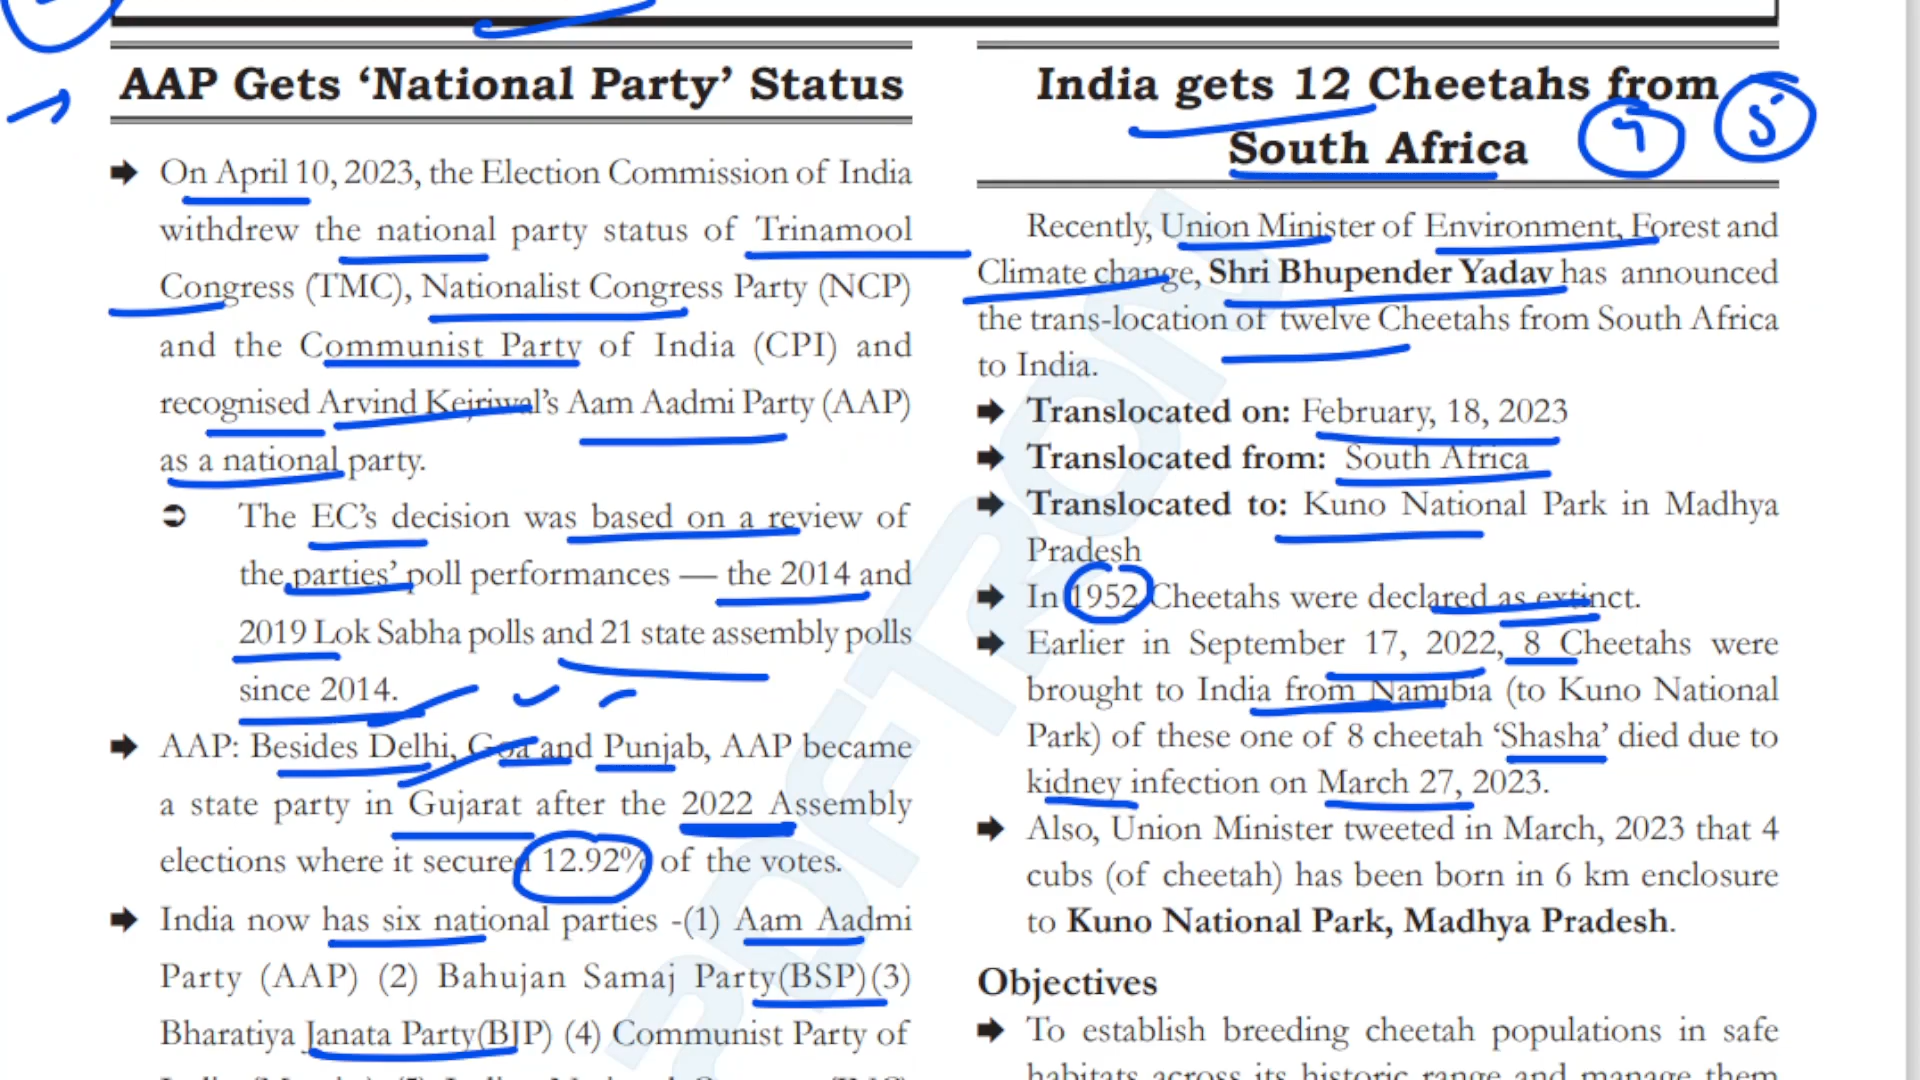 AAP Gets ‘National Party’ Status
➡ On April 10, 2023, the Election Commission of India
withdrew the national party status of Trinamool
Congress (TMC), Nationalist Congress Party (NCP)
and the Communist Party of India (CPI) and
recognised Arvind Kejriwal’s Aam Aadmi Party (AAP)
as a national party.
➲ The EC’s decision was based on a review of
the parties’ poll performances — the 2014 and
2019 Lok Sabha polls and 21 state assembly polls
since 2014.
➡ AAP: Besides Delhi, Goa and Punjab, AAP became
a state party in Gujarat after the 2022 Assembly
elections where it secured 12.92% of the votes.
➡ India now has six national parties -(1) Aam Aadmi
Party (AAP) (2) Bahujan Samaj Party(BSP)(3)
Bharatiya Janata Party(BJP) (4) Communist Party of
India gets 12 Cheetahs from
South Africa
5
Recently, Union Minister of Environment, Forest and
Climate change, Shri Bhupender Yadav has announced
the trans-location of twelve Cheetahs from South Africa
to India.
➡ Translocated on: February, 18, 2023
➡ Translocated from: South Africa
➡ Translocated to: Kuno National Park in Madhya
Pradesh
➡ In 1952 Cheetahs were declared as extinct.
➡ Earlier in September 17, 2022, 8 Cheetahs were
brought to India from Namibia (to Kuno National
Park) of these one of 8 cheetah ‘Shasha’ died due to
kidney infection on March 27, 2023.
➡ Also, Union Minister tweeted in March, 2023 that 4
cubs (of cheetah) has been born in 6 km enclosure
to Kuno National Park, Madhya Pradesh.
Objectives
➡ To establish breeding cheetah populations in safe
habitats across its historic range and manage them
PDFTRON